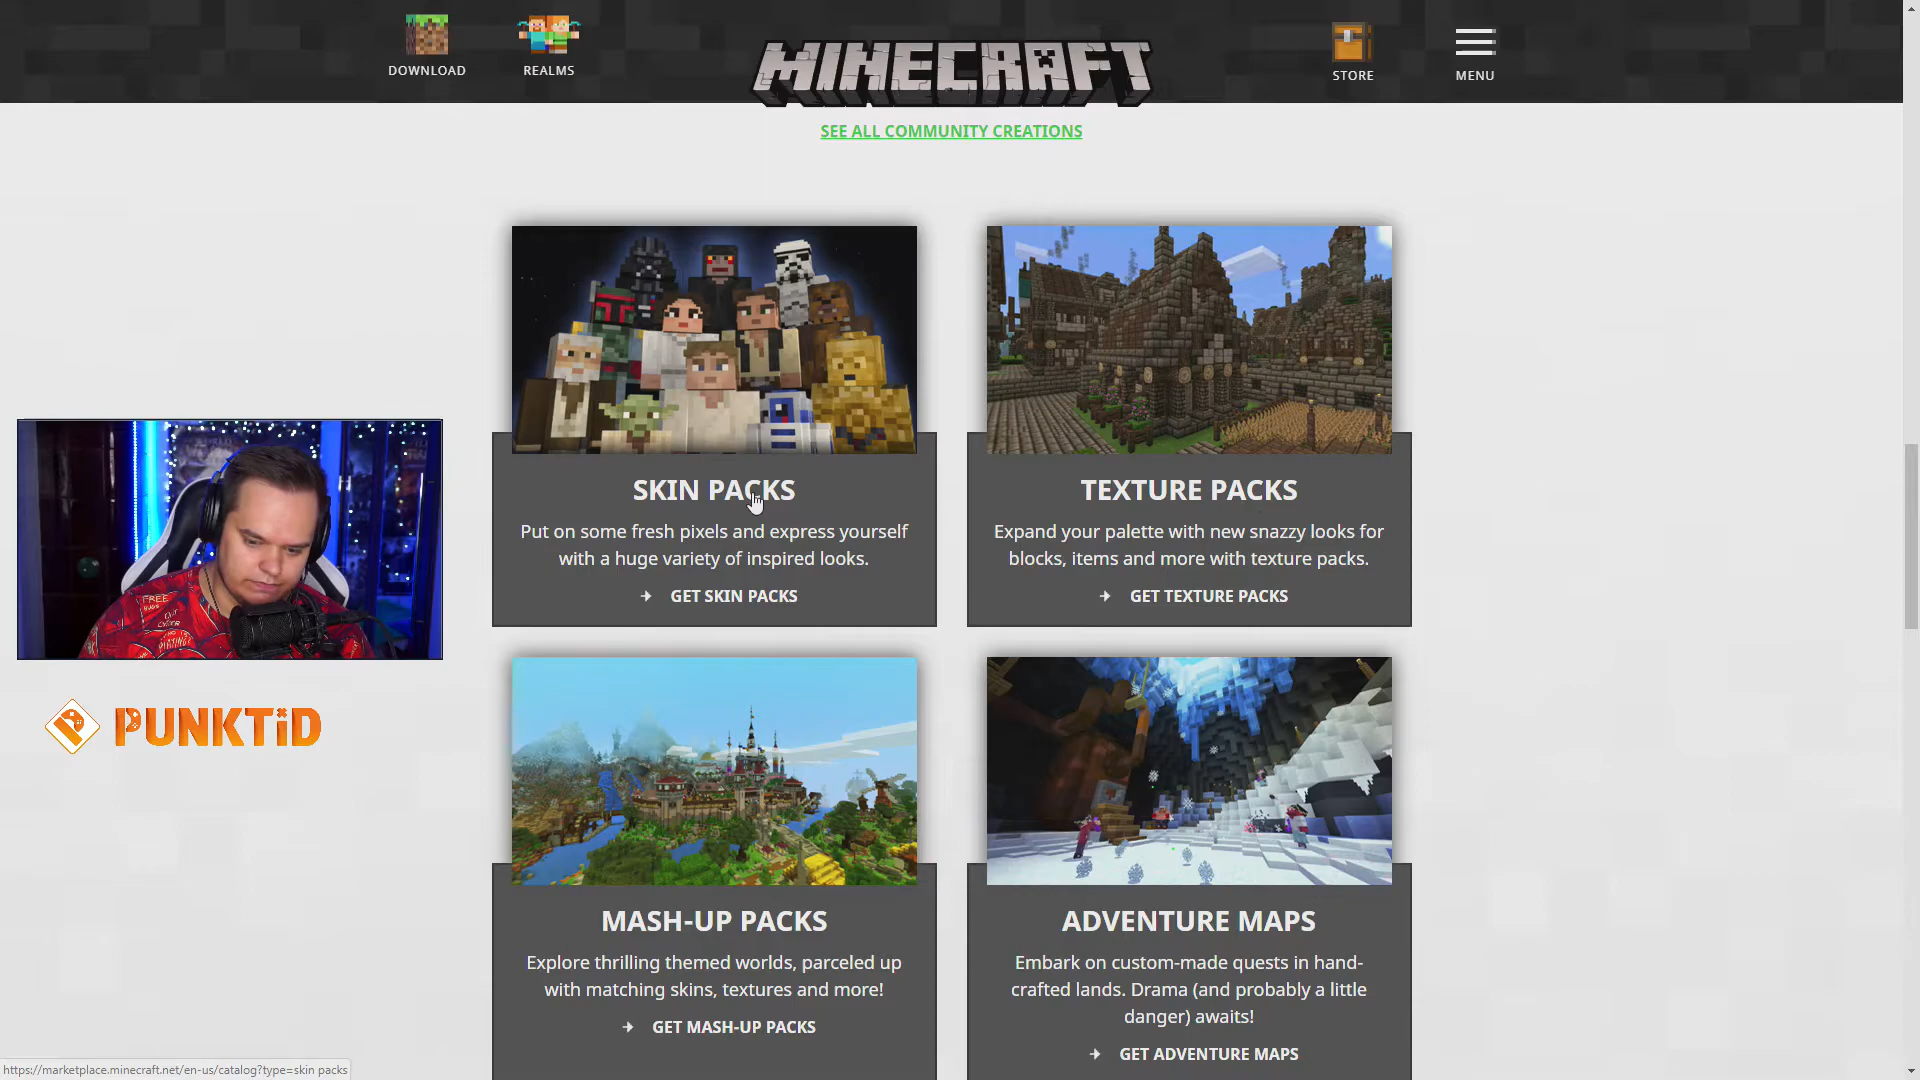 DOWNLOAD
REALMS
MINECRAFT
STORE
MENU
SEE ALL COMMUNITY CREATIONS
SKIN PACKS
Put on some fresh pixels and express yourself
with a huge variety of inspired looks.
GET SKIN PACKS
TEXTURE PACKS
Expand your palette with new snazzy looks for
blocks, items and more with texture packs.
GET TEXTURE PACKS
FREE
PUNKTiD
MASH-UP PACKS
Explore thrilling themed worlds, parceled up
with matching skins, textures and more!
GET MASH-UP PACKS
ADVENTURE MAPS
Embark on custom-made quests in hand-
crafted lands. Drama (and probably a little
danger) awaits!
GET ADVENTURE MAPS
https://marketplace.minecraft.net/en-us/catalog?type=skin packs